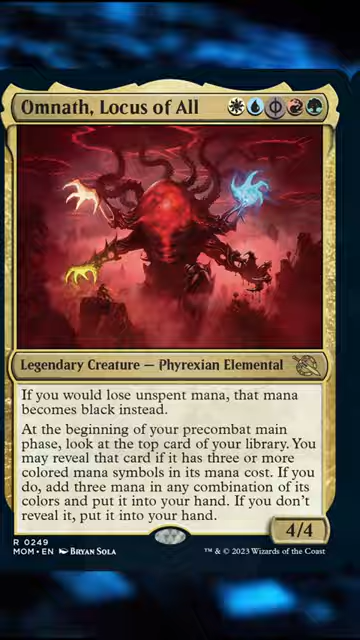 Omnath, Locus of All
Legendary Creature — Phyrexian Elemental
If you would lose unspent mana, that mana
becomes black instead.
At the beginning of your precombat main
phase, look at the top card of your library. You
may reveal that card if it has three or more
colored mana symbols in its mana cost. If you
do, add three mana in any combination of its
colors and put it into your hand. If you don't
reveal it, put it into your hand.
4/4
R 0249
MOM • EN BRYAN SOLA
™ & © 2023 Wizards of the Coast